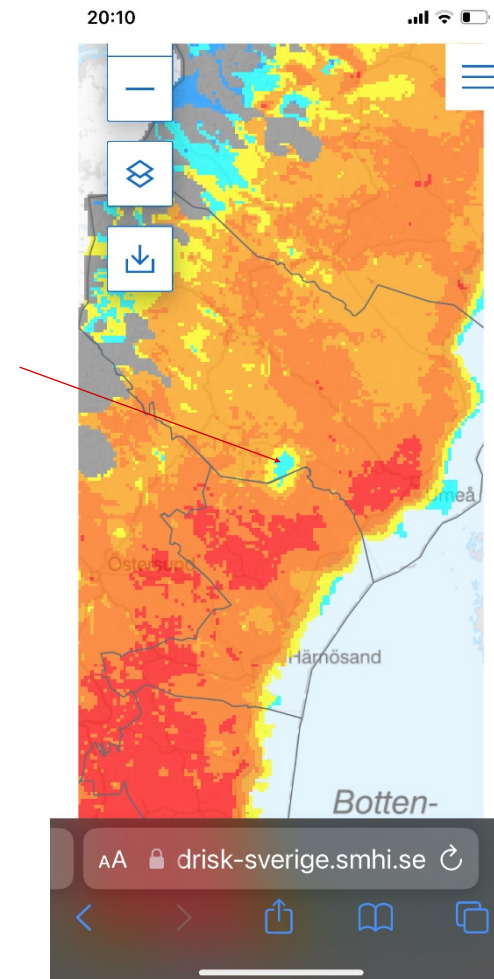 20:10
Umeå
Östersund
Härnösand
Botten-
AA drisk-sverige.smhi.se